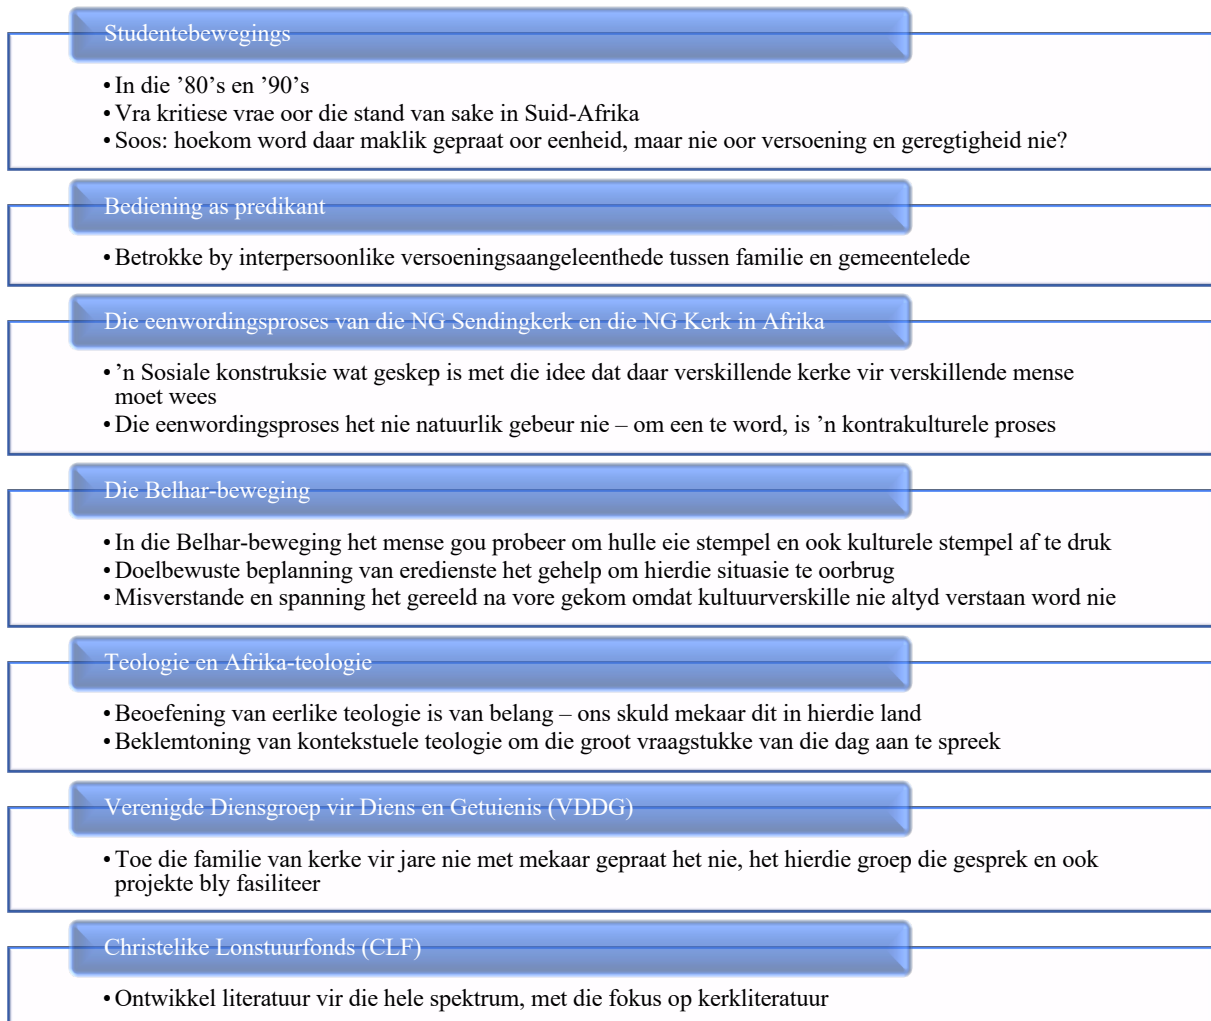 Studentebewegings
• In die ’80’s en ’90’s
• Vra kritiese vrae oor die stand van sake in Suid-Afrika
• Soos: hoekom word daar maklik gepraat oor eenheid, maar nie oor versoening en geregtigheid nie?
Bediening as predikant
• Betrokke by interpersoonlike versoeningsaangeleenthede tussen familie en gemeentelede
Die eenwordingsproses van die NG Sendingkerk en die NG Kerk in Afrika
• ’n Sosiale konstruksie wat geskep is met die idee dat daar verskillende kerke vir verskillende mense
moet wees
• Die eenwordingsproses het nie natuurlik gebeur nie – om een te word, is ’n kontrakulturele proses
Die Belhar-beweging
• In die Belhar-beweging het mense gou probeer om hulle eie stempel en ook kulturele stempel af te druk
• Doelbewuste beplanning van eredienste het gehelp om hierdie situasie te oorbrug
• Misverstande en spanning het gereeld na vore gekom omdat kultuurverskille nie altyd verstaan word nie
Teologie en Afrika-teologie
• Beoefening van eerlike teologie is van belang – ons skuld mekaar dit in hierdie land
• Beklemtoning van kontekstuele teologie om die groot vraagstukke van die dag aan te spreek
Verenigde Diensgroep vir Diens en Getuienis (VDDG)
• Toe die familie van kerke vir jare nie met mekaar gepraat het nie, het hierdie groep die gesprek en ook
projekte bly fasiliteer
Christelike Lonstuurfonds (CLF)
• Ontwikkel literatuur vir die hele spektrum, met die fokus op kerkliteratuur